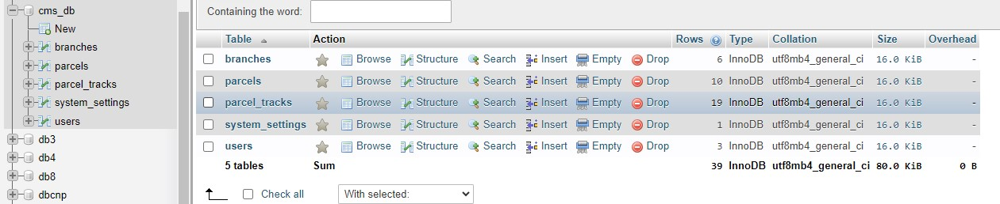 cms_db
New
branches
parcels
parcel_tracks
system_settings
users
db3
db4
db8
dbcnp
Containing the word:
Table Action Rows Type Collation Size Overhead
branches Browse Structure Search Insert Empty Drop 6 InnoDB utf8mb4_general_ci 16.0 KiB -
parcels Browse Structure Search Insert Empty Drop 10 InnoDB utf8mb4_general_ci 16.0 KiB -
parcel_tracks Browse Structure Search Insert Empty Drop 19 InnoDB utf8mb4_general_ci 16.0 KiB -
system_settings Browse Structure Search Insert Empty Drop 1 InnoDB utf8mb4_general_ci 16.0 KiB -
users Browse Structure Search Insert Empty Drop 3 InnoDB utf8mb4_general_ci 16.0 KiB -
5 tables Sum 39 InnoDB utf8mb4_general_ci 80.0 KiB 0 B
Check all With selected: